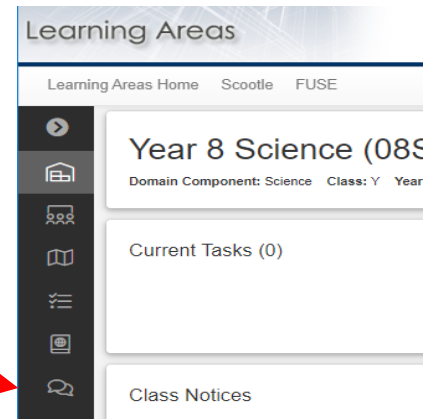 Learning Areas
Learning Areas Home Scootle FUSE
Year 8 Science (08S
Domain Component: Science Class: Y Year
Current Tasks (0)
Class Notices